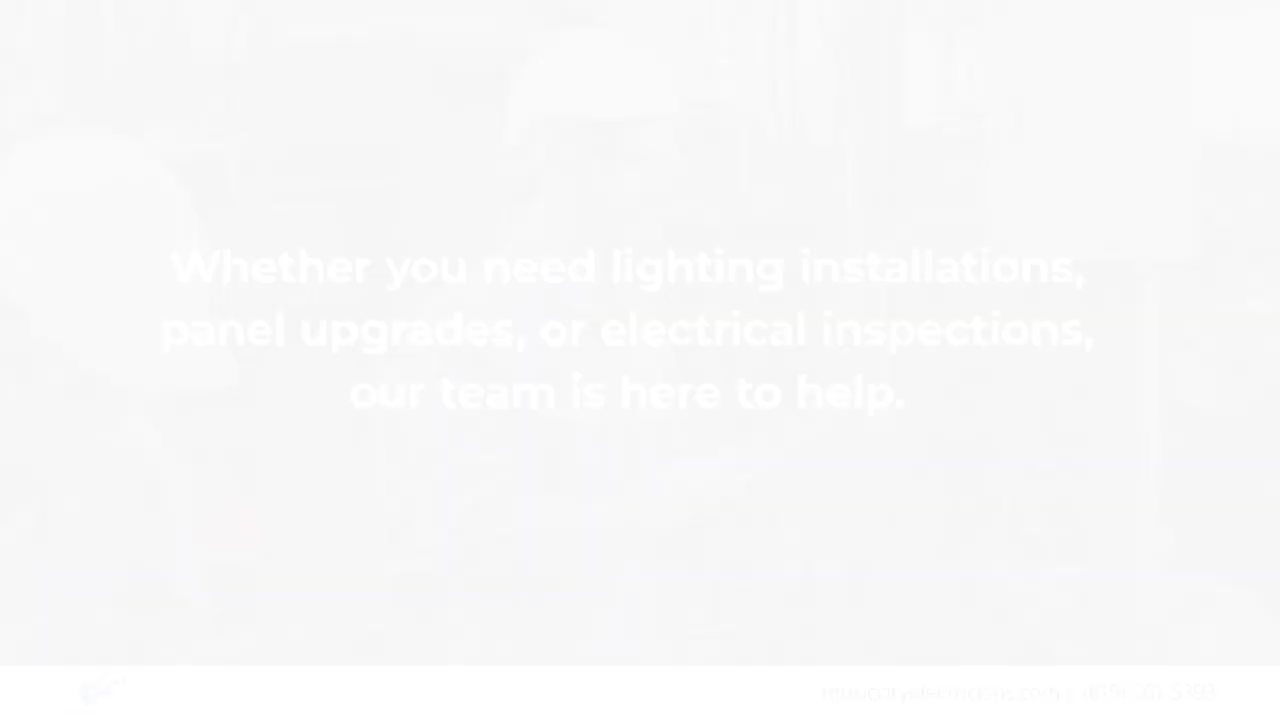 Whether you need lighting installations,
panel upgrades, or electrical inspections,
our team is here to help.